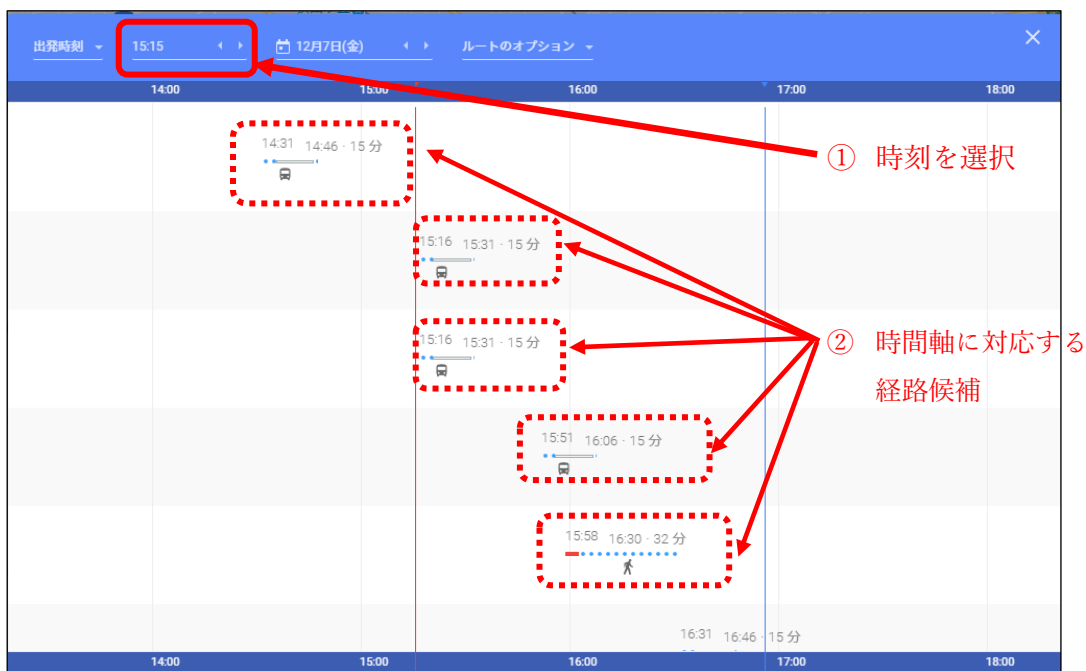 出発時刻 15:15 12月7日(金) ルートのオプション
14:00 15:00 16:00 17:00 18:00
14:31 14:46 · 15 分
① 時刻を選択
15:16 15:31 · 15 分
15:16 15:31 · 15 分
② 時間軸に対応する
経路候補
15:51 16:06 · 15 分
15:58 16:30 · 32 分
16:31 16:46 · 15 分
14:00 15:00 16:00 17:00 18:00